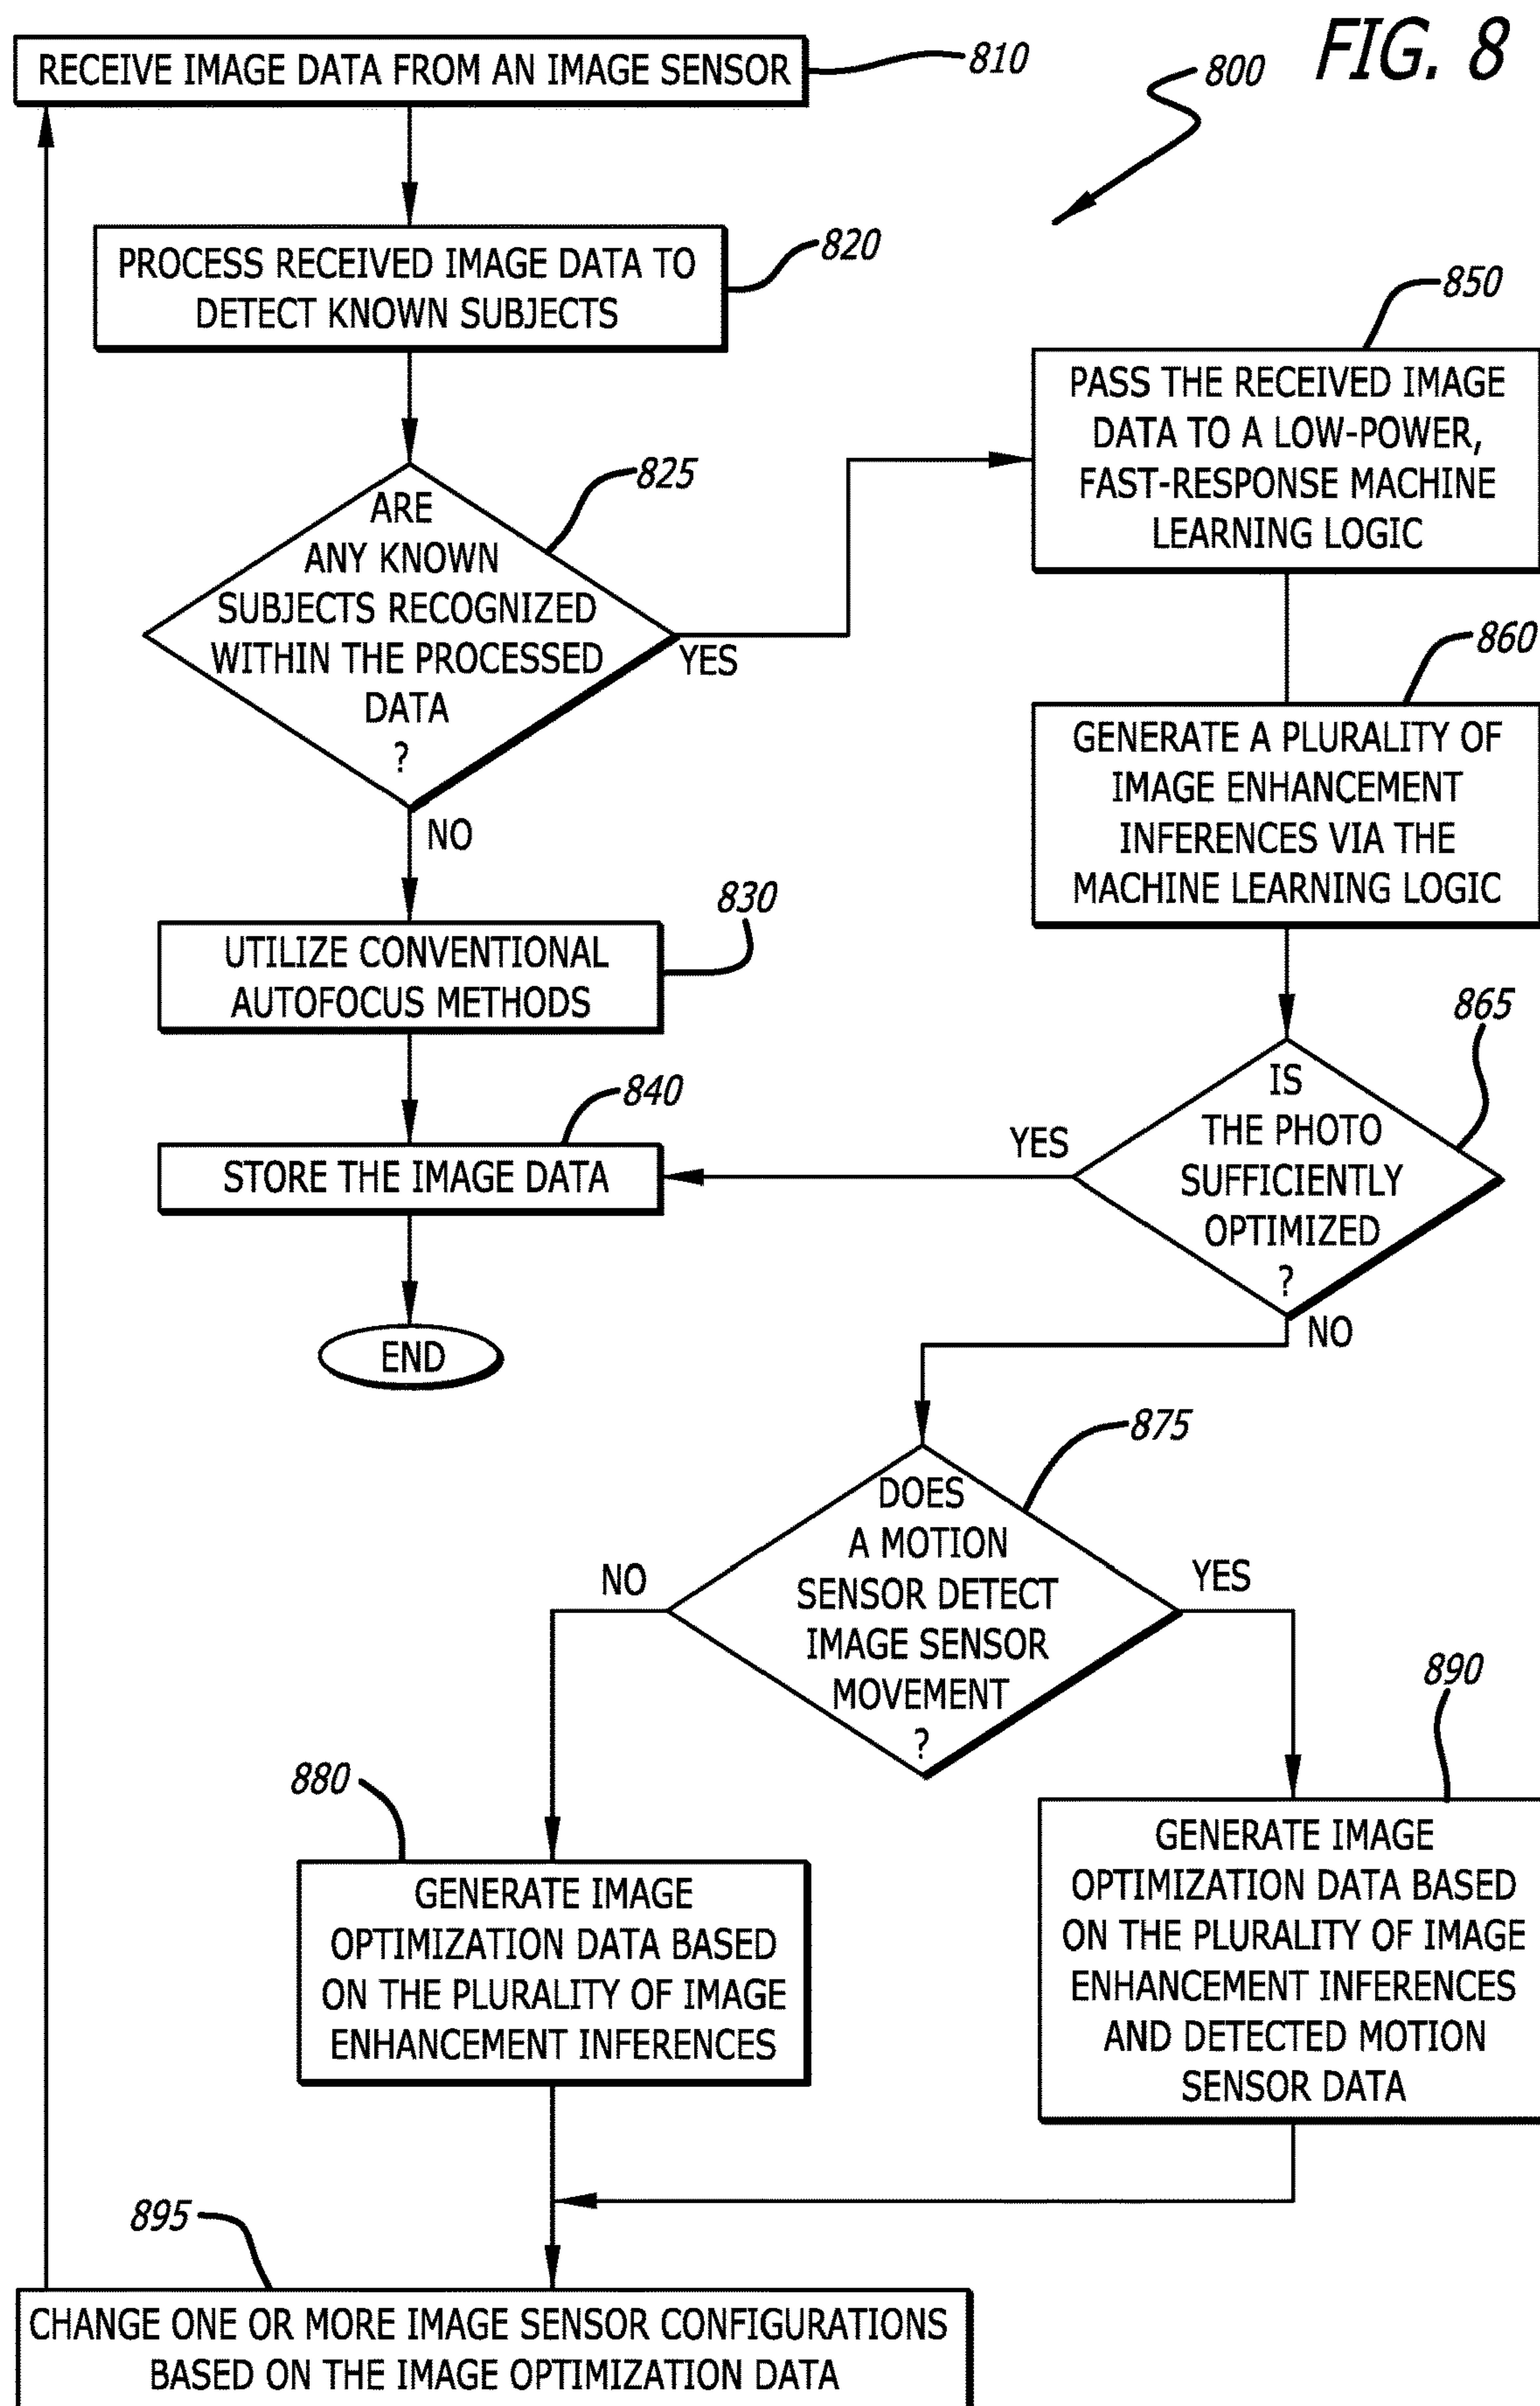 FIG. 8
800
RECEIVE IMAGE DATA FROM AN IMAGE SENSOR
810
PROCESS RECEIVED IMAGE DATA TO
DETECT KNOWN SUBJECTS
820
ARE
ANY KNOWN
SUBJECTS RECOGNIZED
WITHIN THE PROCESSED
DATA
?
825
YES
NO
UTILIZE CONVENTIONAL
AUTOFOCUS METHODS
830
STORE THE IMAGE DATA
840
END
850
PASS THE RECEIVED IMAGE
DATA TO A LOW-POWER,
FAST-RESPONSE MACHINE
LEARNING LOGIC
860
GENERATE A PLURALITY OF
IMAGE ENHANCEMENT
INFERENCES VIA THE
MACHINE LEARNING LOGIC
865
IS
THE PHOTO
SUFFICIENTLY
OPTIMIZED
?
YES
NO
875
DOES
A MOTION
SENSOR DETECT
IMAGE SENSOR
MOVEMENT
?
NO
YES
880
GENERATE IMAGE
OPTIMIZATION DATA BASED
ON THE PLURALITY OF IMAGE
ENHANCEMENT INFERENCES
890
GENERATE IMAGE
OPTIMIZATION DATA BASED
ON THE PLURALITY OF IMAGE
ENHANCEMENT INFERENCES
AND DETECTED MOTION
SENSOR DATA
895
CHANGE ONE OR MORE IMAGE SENSOR CONFIGURATIONS
BASED ON THE IMAGE OPTIMIZATION DATA